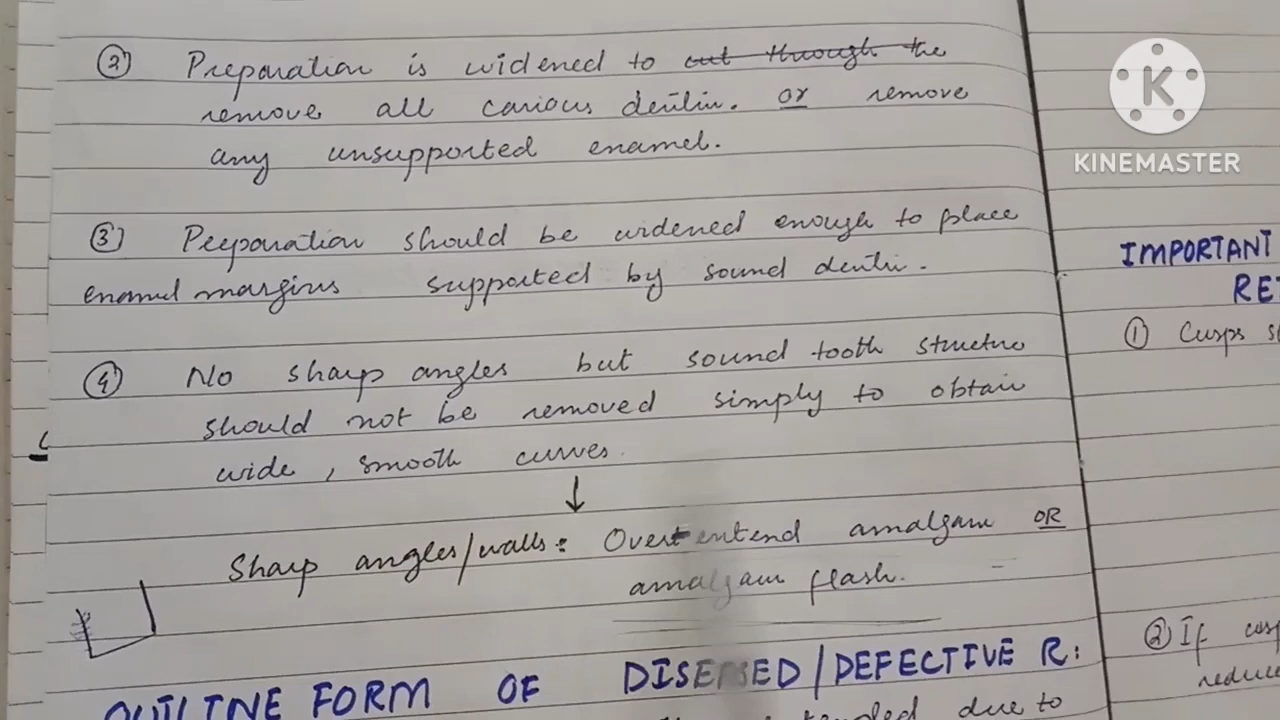 ② Preparation is widened to cut through the
remove all carious dentin. or remove
any unsupported enamel.
③ Preparation should be widened enough to place
enamel margins supported by sound dentin.
④ No sharp angles but sound tooth structure
should not be removed simply to obtain
wide, smooth curves.
↓
Sharp angles/walls: Overextend amalgam OR
amalgam flash.
OUTLINE FORM OF DISEASED/DEFECTIVE R:
due to
K
KINEMASTER
IMPORTANT
① Cusps
② If
reduce